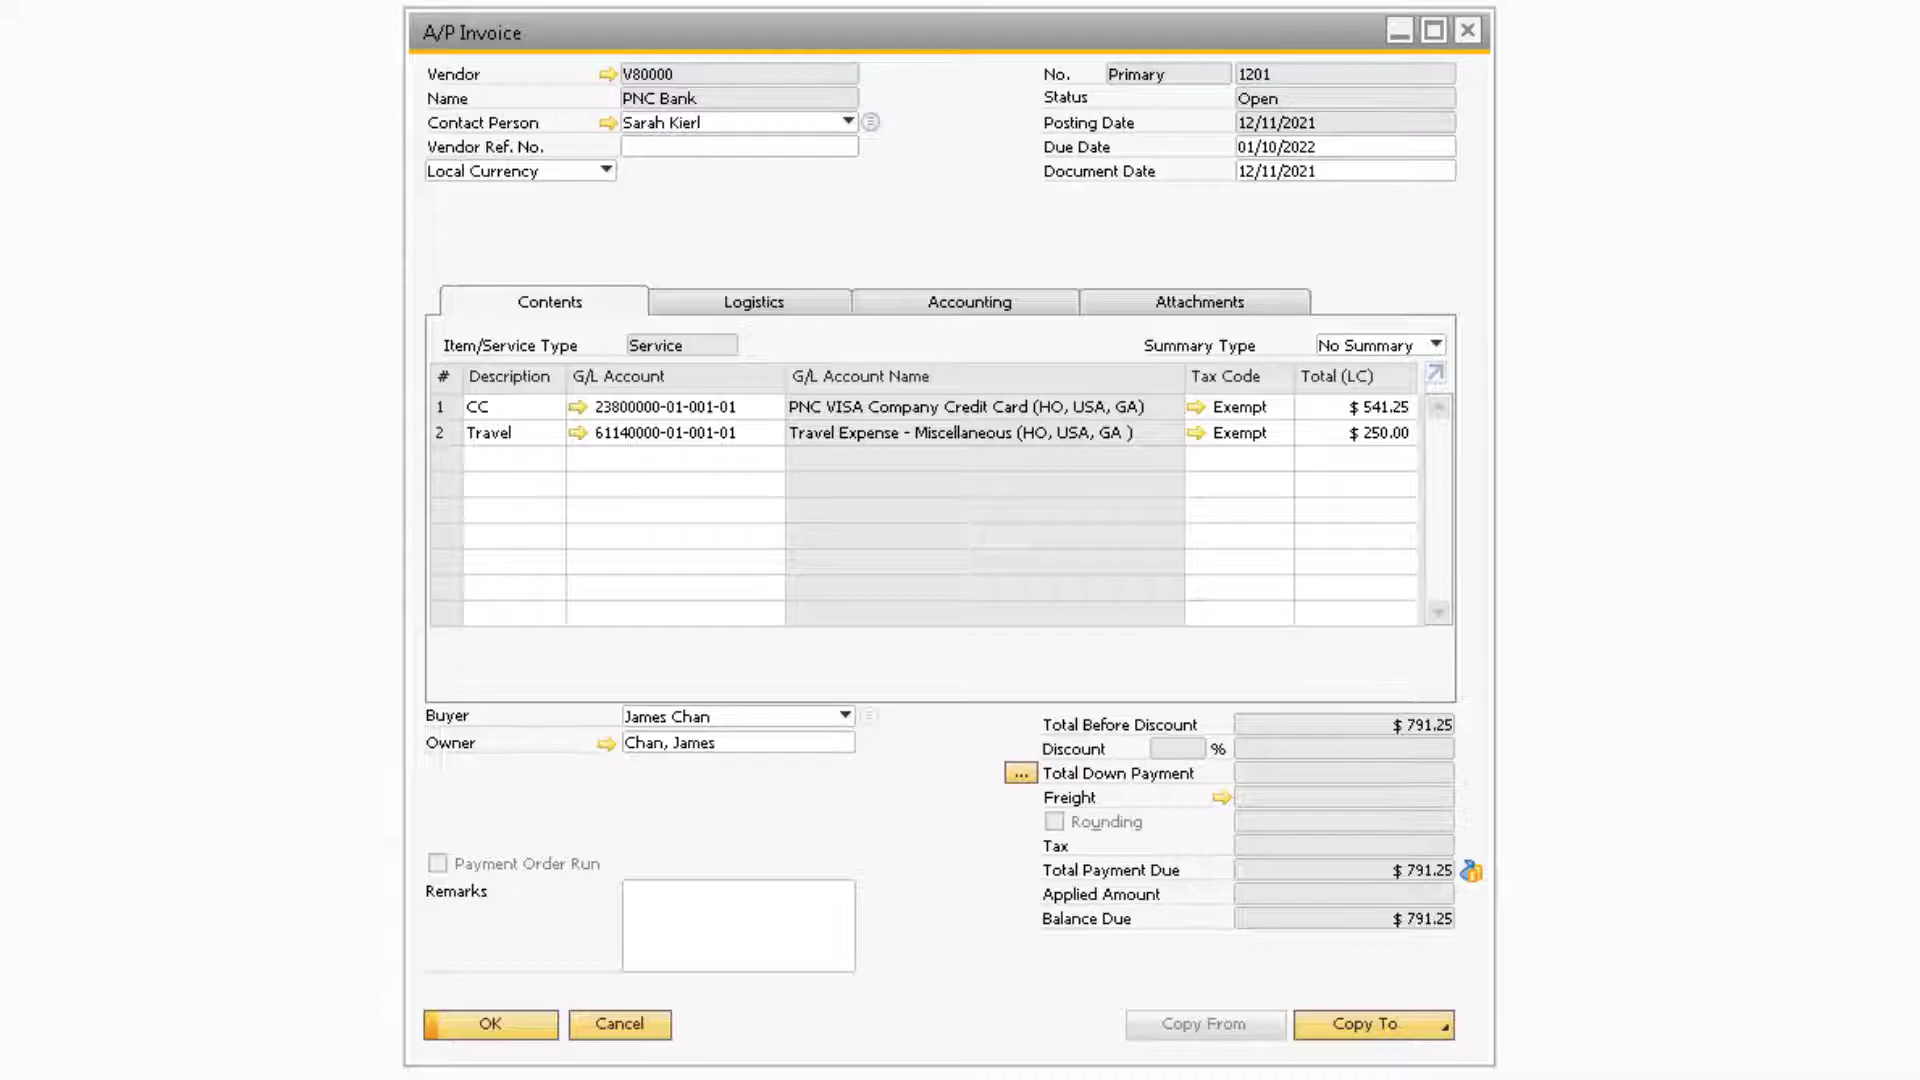 A/P Invoice
Vendor V80000
Name PNC Bank
Contact Person Sarah Kierl
Vendor Ref. No.
Local Currency
No. Primary 1201
Status Open
Posting Date 12/11/2021
Due Date 01/10/2022
Document Date 12/11/2021
Contents Logistics Accounting Attachments
Item/Service Type Service Summary Type No Summary
# Description G/L Account G/L Account Name Tax Code Total (LC)
1 CC 23800000-01-001-01 PNC VISA Company Credit Card (HO, USA, GA) Exempt $ 541.25
2 Travel 61140000-01-001-01 Travel Expense - Miscellaneous (HO, USA, GA ) Exempt $ 250.00
Buyer James Chan
Owner Chan, James
Payment Order Run
Remarks
Total Before Discount $ 791.25
Discount %
... Total Down Payment
Freight
Rounding
Tax
Total Payment Due $ 791.25
Applied Amount
Balance Due $ 791.25
OK Cancel Copy From Copy To